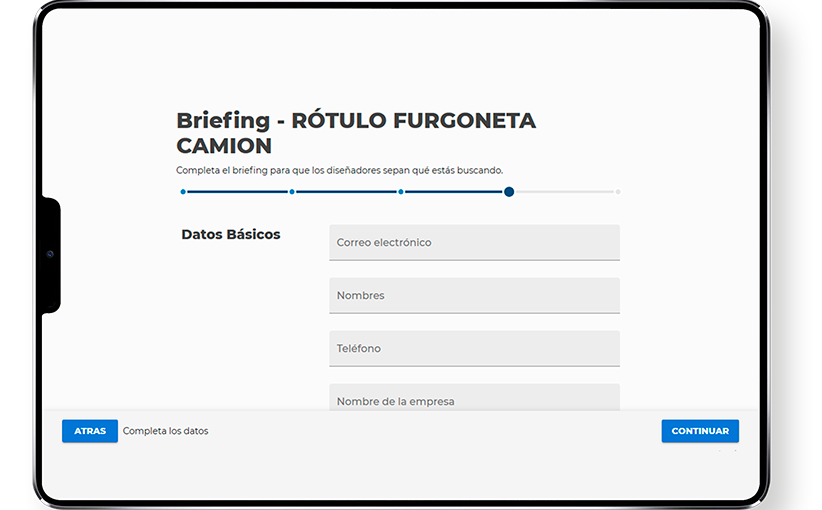 Briefing - RÓTULO FURGONETA
CAMION
Completa el briefing para que los diseñadores sepan qué estás buscando.
Datos Básicos
Correo electrónico
Nombres
Teléfono
Nombre de la empresa
ATRAS Completa los datos CONTINUAR